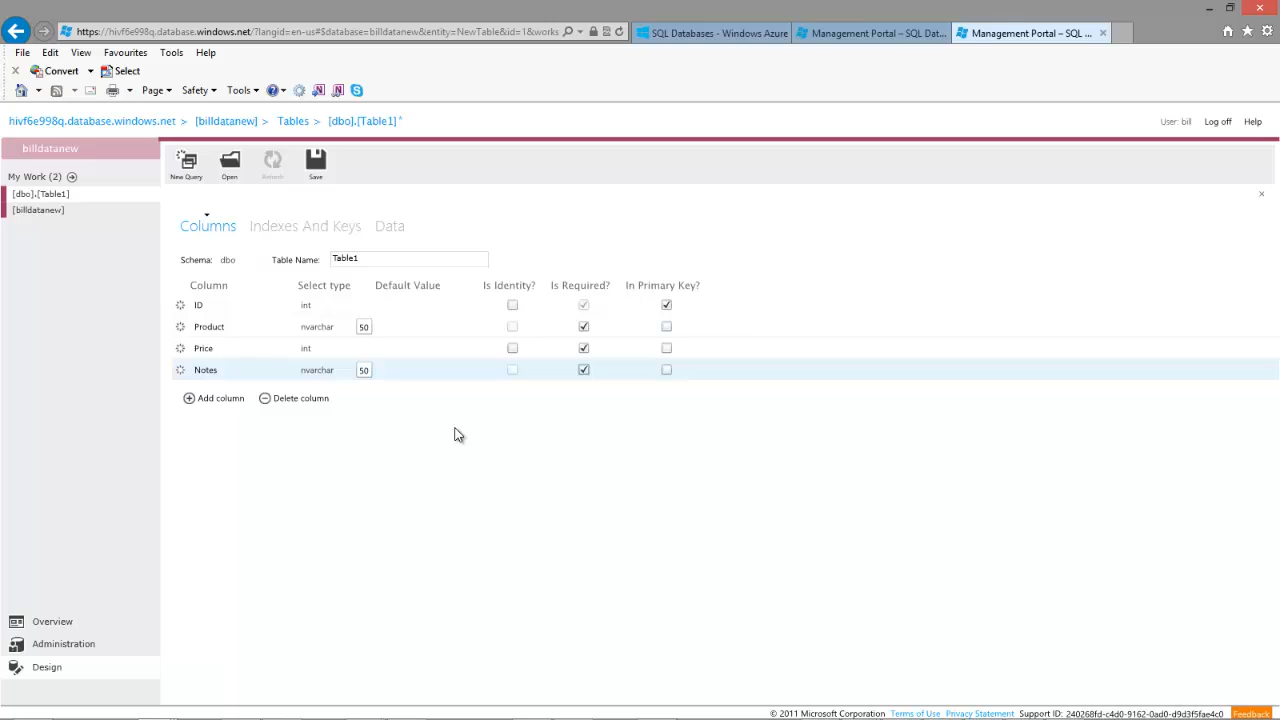 https://hivf6e998q.database.windows.net/?langid=en-us#$database=billdatanew&entity=NewTable&id=1&works
SQL Databases - Windows Azure
Management Portal – SQL Dat...
Management Portal – SQL ...
File Edit View Favourites Tools Help
Convert Select
Page Safety Tools
hivf6e998q.database.windows.net > [billdatanew] > Tables > [dbo].[Table1]*
User: bill Log off Help
billdatanew
My Work (2)
[dbo].[Table1]
[billdatanew]
New Query Open Refresh Save
Columns Indexes And Keys Data
Schema: dbo Table Name: Table1
Column Select type Default Value Is Identity? Is Required? In Primary Key?
ID int
Product nvarchar 50
Price int
Notes nvarchar 50
Add column Delete column
Overview
Administration
Design
© 2011 Microsoft Corporation Terms of Use Privacy Statement Support ID: 240268fd-c4d0-9162-0ad0-d9d3f5fae4c0 Feedback